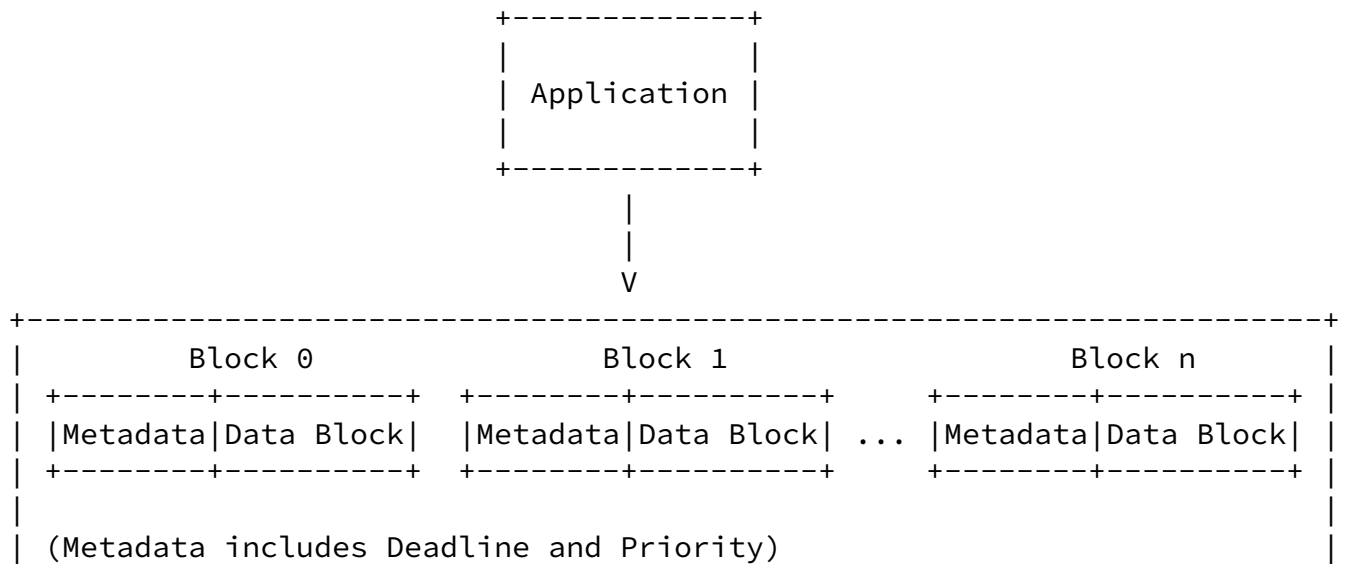 Application
V
Block 0 Block 1 Block n
|Metadata|Data Block| |Metadata|Data Block| ... |Metadata|Data Block|
(Metadata includes Deadline and Priority)